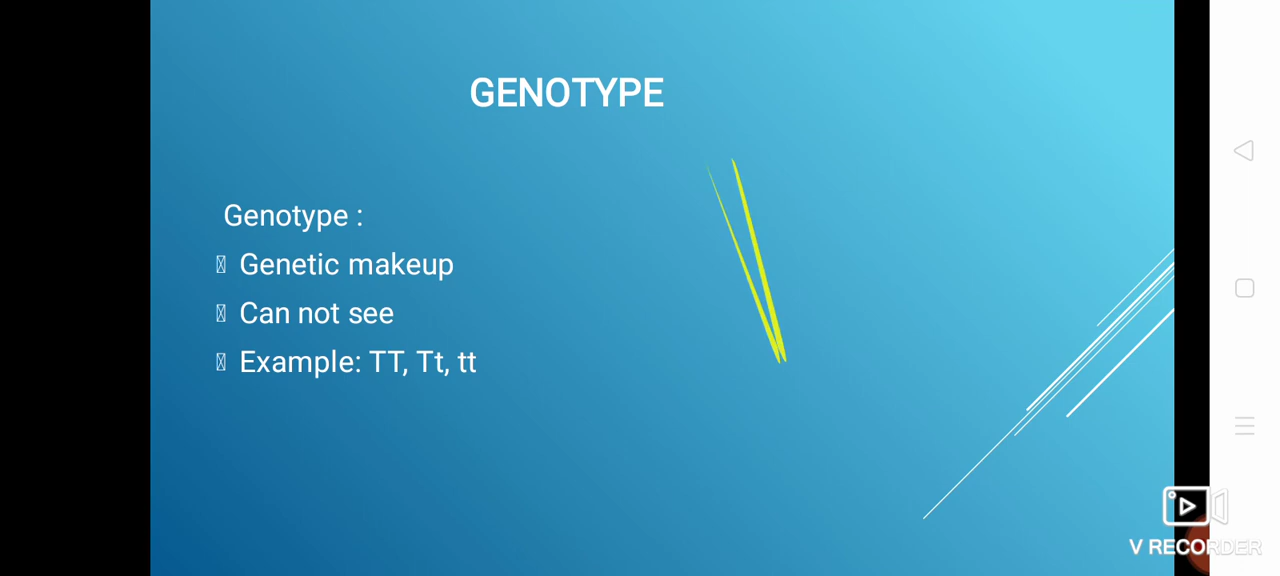 GENOTYPE
Genotype :
Genetic makeup
Can not see
Example: TT, Tt, tt
V RECORDER